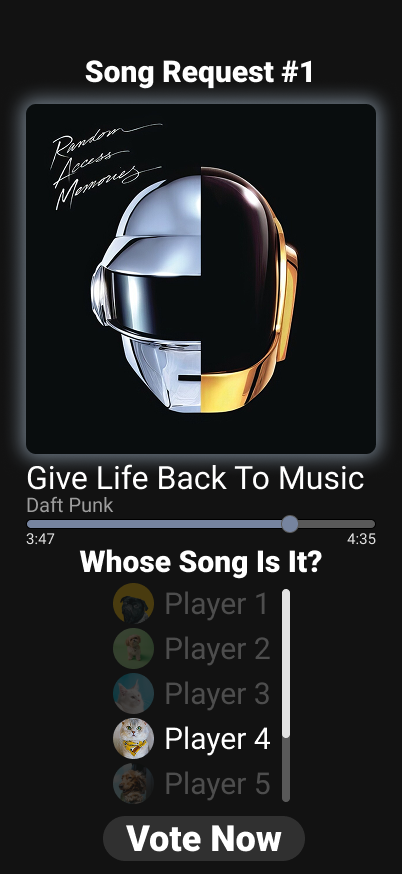 Song Request #1
Random
Access
Memories
Give Life Back To Music
Daft Punk
3:47 4:35
Whose Song Is It?
Player 1
Player 2
Player 3
Player 4
Player 5
Vote Now